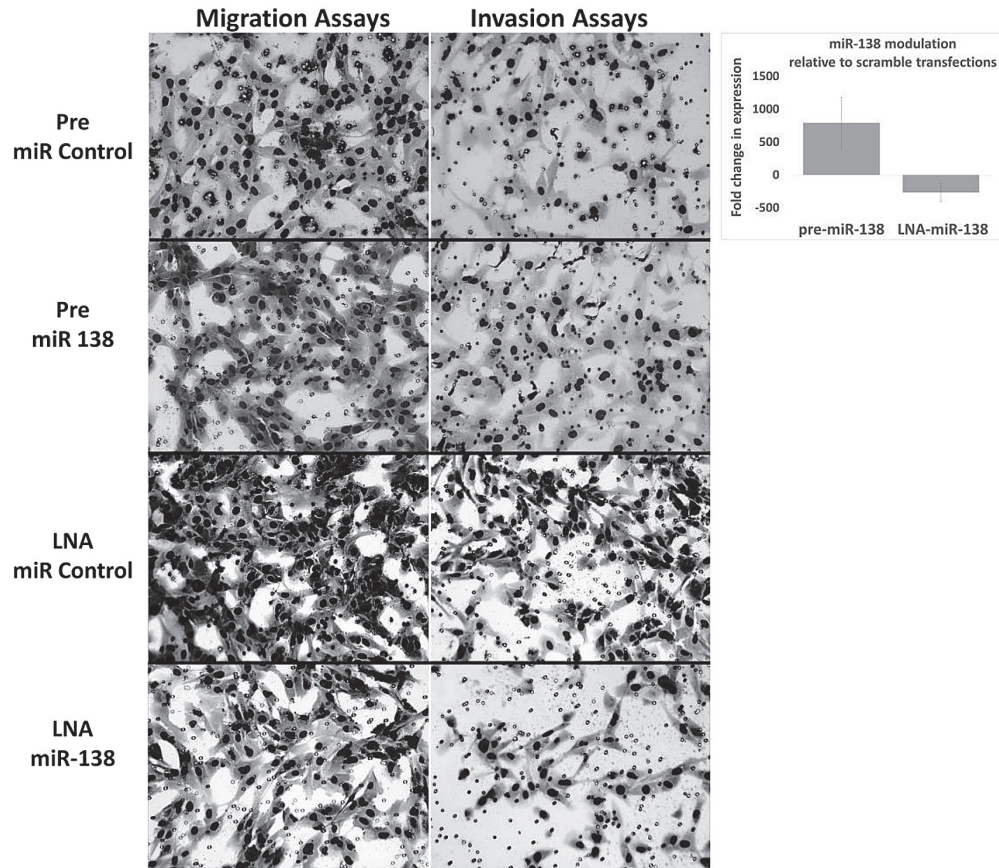 Migration Assays
Invasion Assays
Pre
miR Control
Pre
miR 138
LNA
miR Control
LNA
miR-138
miR-138 modulation
relative to scramble transfections
Fold change in expression
1500
1000
500
0
-500
pre-miR-138
LNA-miR-138